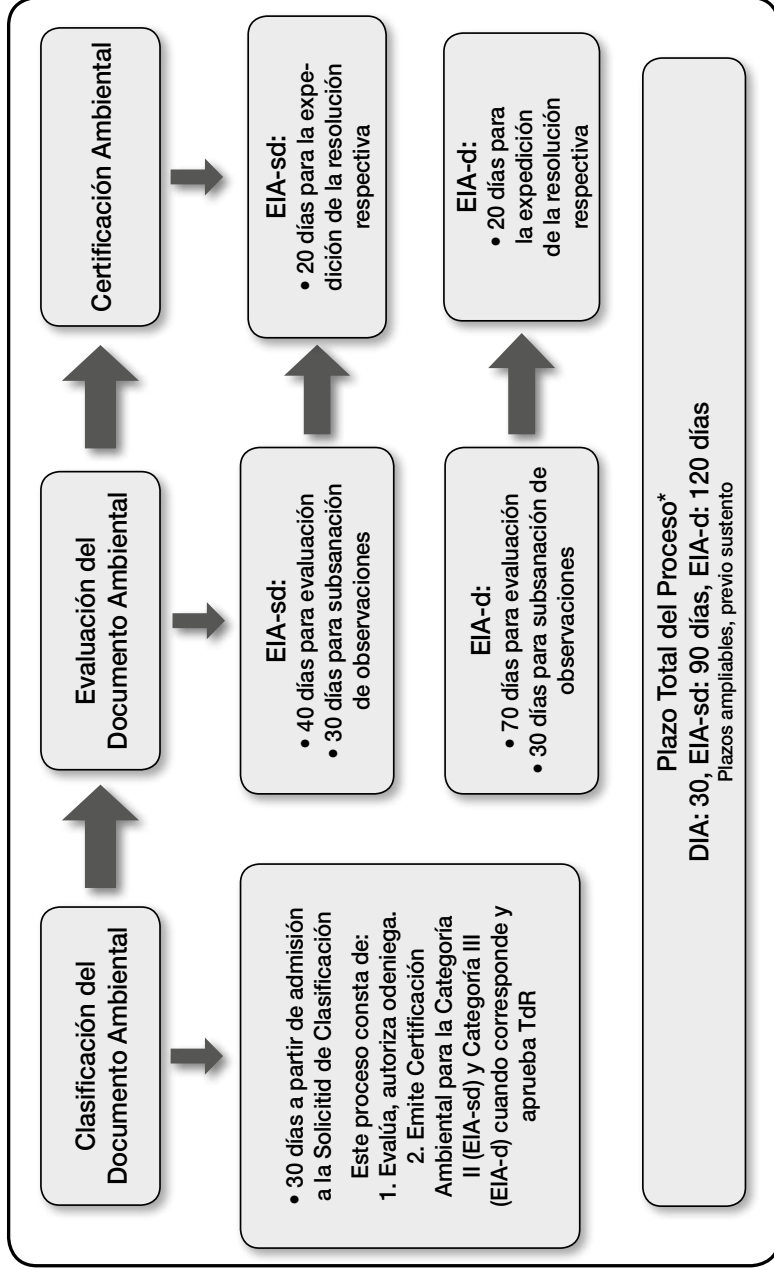 Clasificación del
Documento Ambiental
Evaluación del
Documento Ambiental
Certificación Ambiental
• 30 días a partir de admisión
a la Solicitid de Clasificación
Este proceso consta de:
1. Evalúa, autoriza odeniega.
2. Emite Certificación
Ambiental para la Categoría
II (EIA-sd) y Categoría III
(EIA-d) cuando corresponde y
aprueba TdR
EIA-sd:
• 40 días para evaluación
• 30 días para subsanación
de observaciones
EIA-sd:
• 20 días para la expe-
dición de la resolución
respectiva
EIA-d:
• 70 días para evaluación
• 30 días para subsanación de
observaciones
EIA-d:
• 20 días para
la expedición
de la resolución
respectiva
Plazo Total del Proceso*
DIA: 30, EIA-sd: 90 días, EIA-d: 120 días
Plazos ampliables, previo sustento